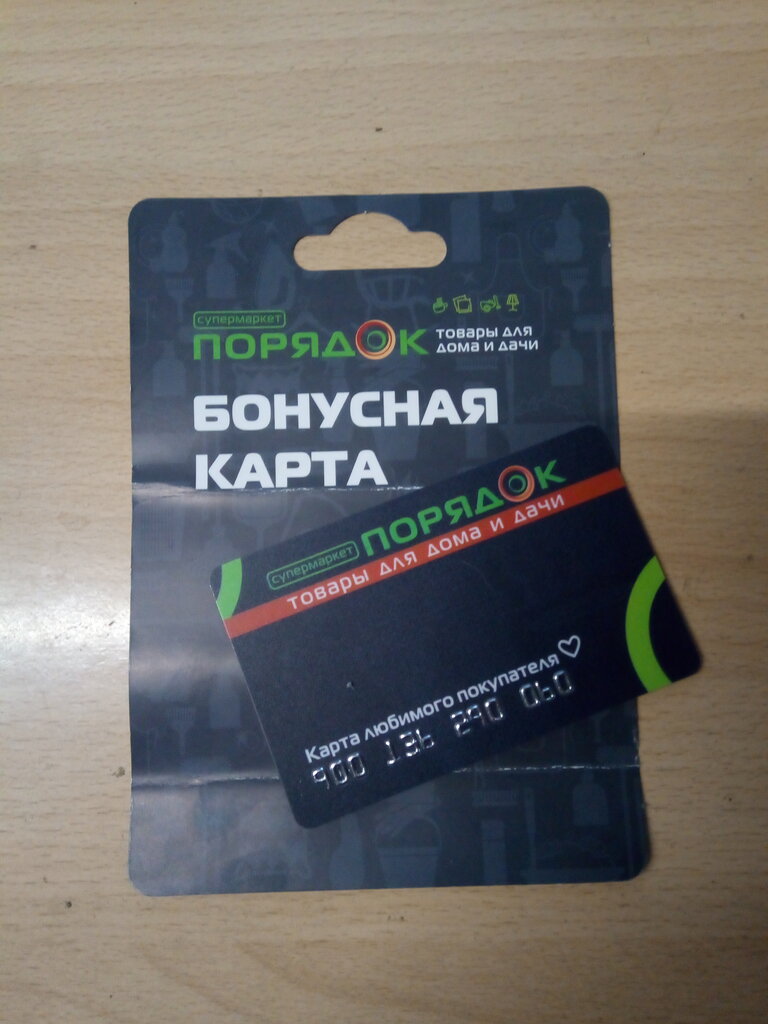 супермаркет
ПОРЯДОК
товары для
дома и дачи
БОНУСНАЯ
КАРТА
супермаркет ПОРЯДОК
товары для дома и дачи
Карта любимого покупателя
900 136 290 060